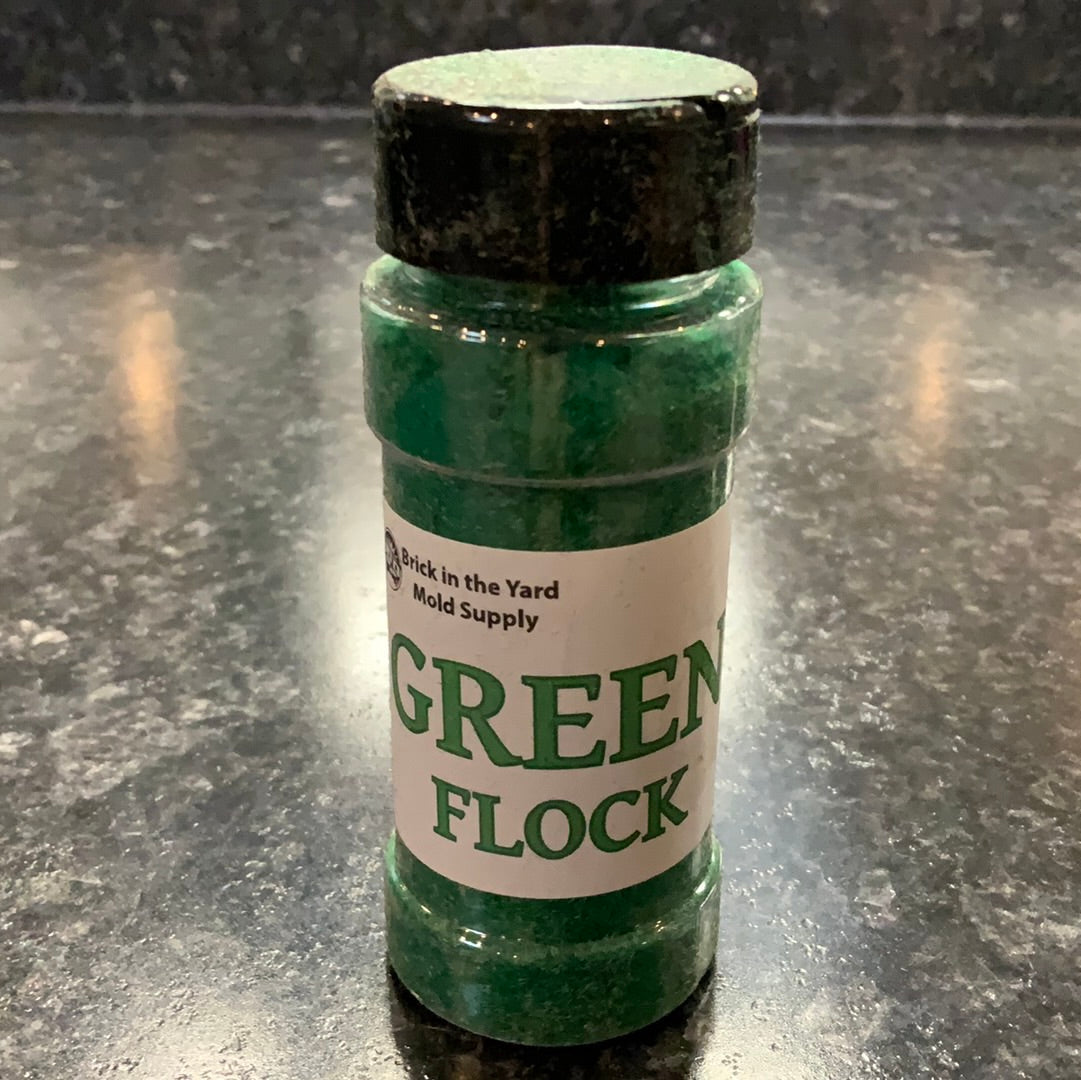 Brick in the Yard
Mold Supply
GREEN
FLOCK